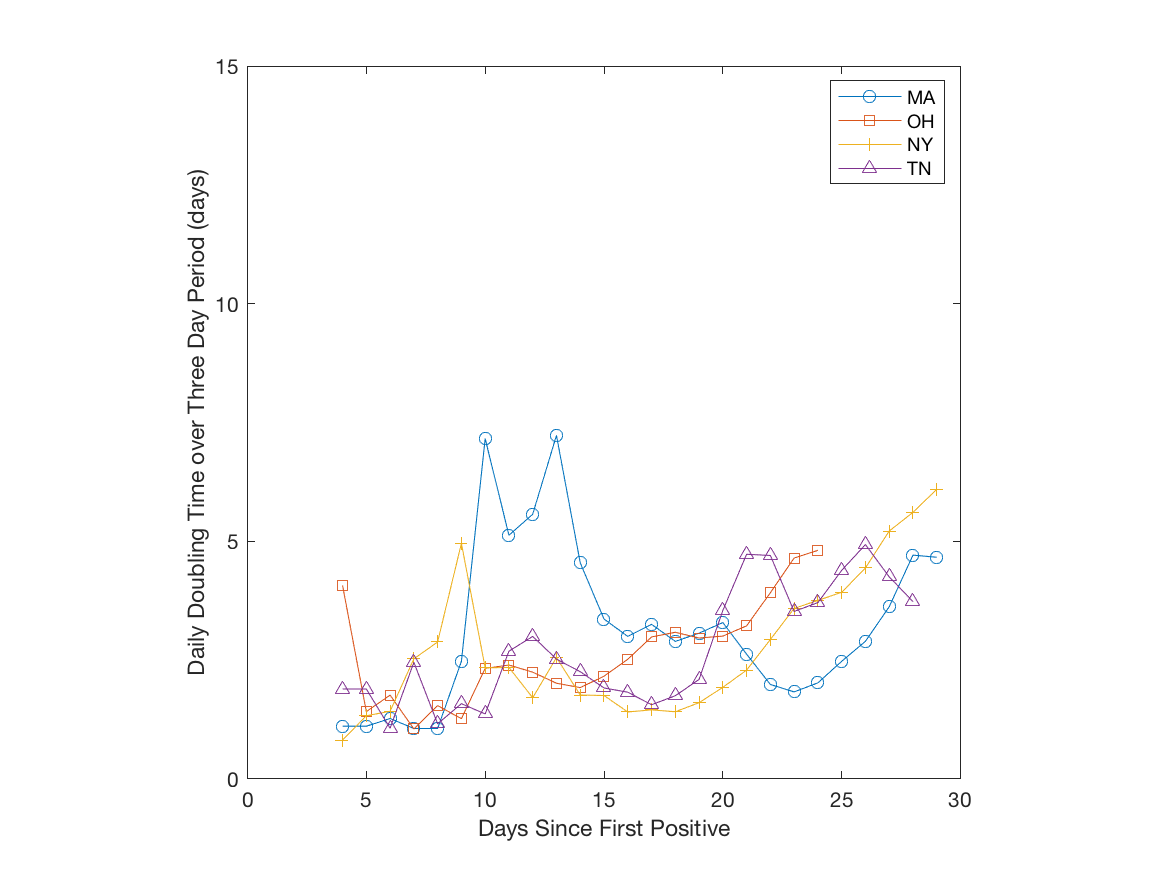 15
10
5
0
Daily Doubling Time over Three Day Period (days)
MA
OH
NY
TN
0 5 10 15 20 25 30
Days Since First Positive